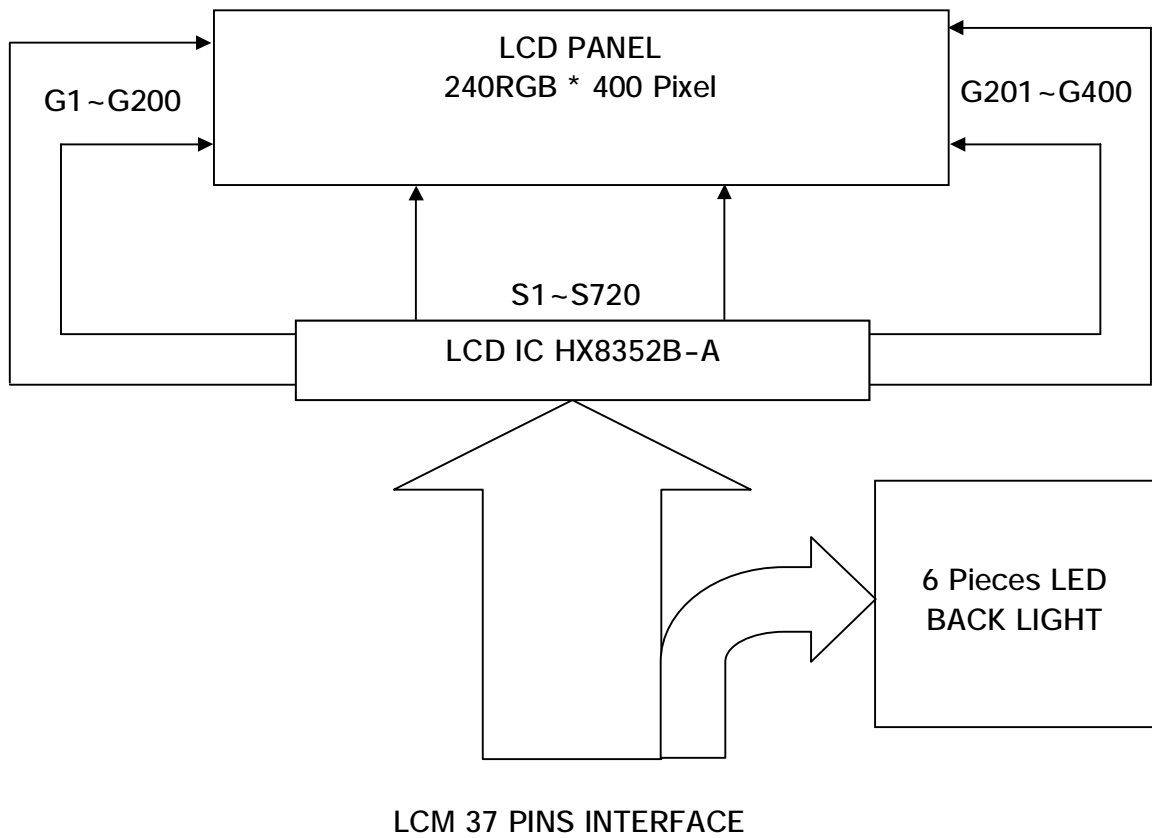 LCD PANEL
240RGB * 400 Pixel
G1~G200
G201~G400
S1~S720
LCD IC HX8352B-A
6 Pieces LED
BACK LIGHT
LCM 37 PINS INTERFACE